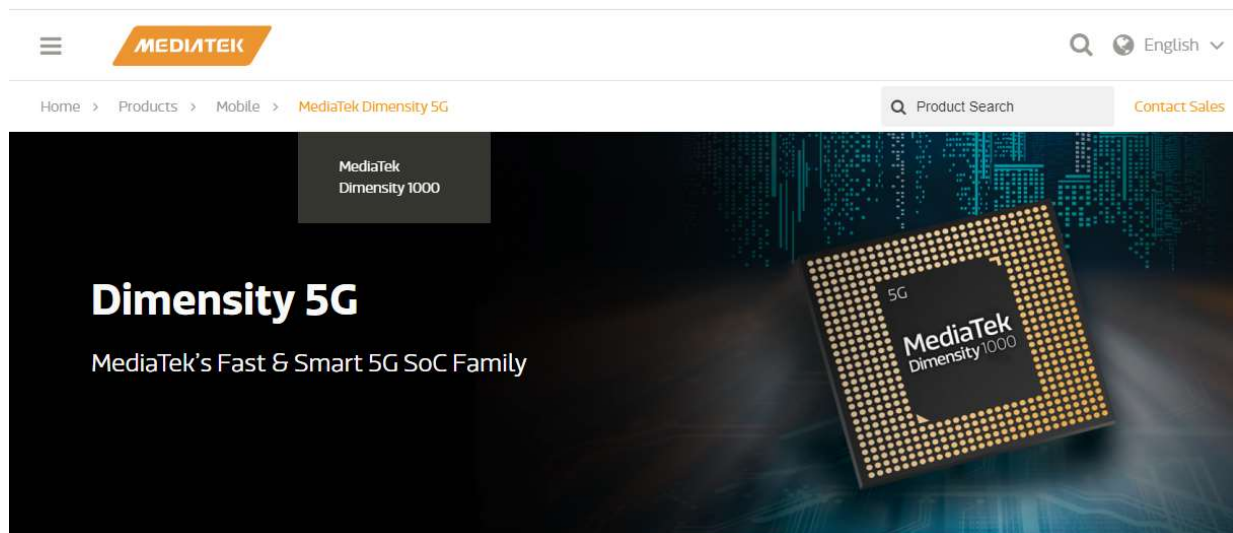 MEDIATEK
English
Home > Products > Mobile > MediaTek Dimensity 5G
Product Search
Contact Sales
MediaTek
Dimensity 1000
Dimensity 5G
MediaTek's Fast & Smart 5G SoC Family
5G
MediaTek
Dimensity 1000